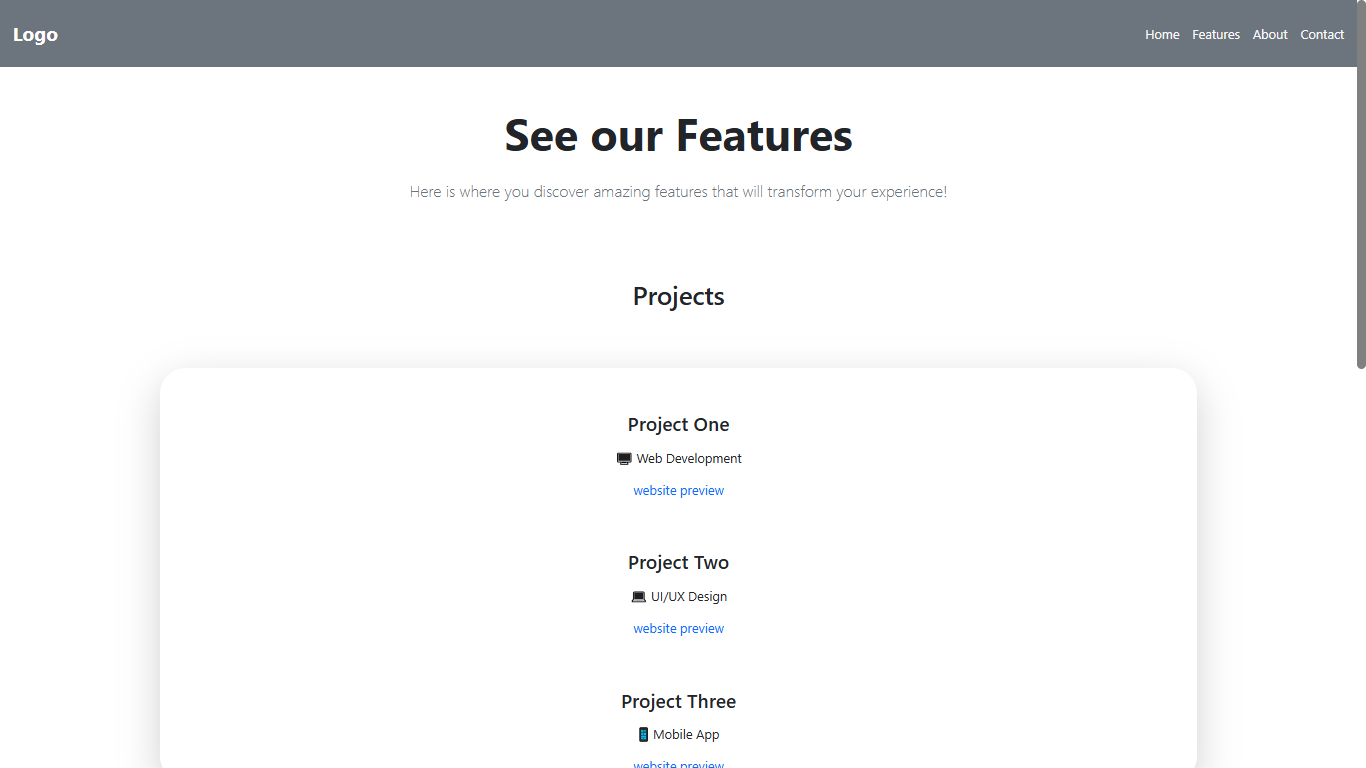 Logo
Home Features About Contact
See our Features
Here is where you discover amazing features that will transform your experience!
Projects
Project One
🖥️ Web Development
website preview
Project Two
💻 UI/UX Design
website preview
Project Three
📱 Mobile App
website preview